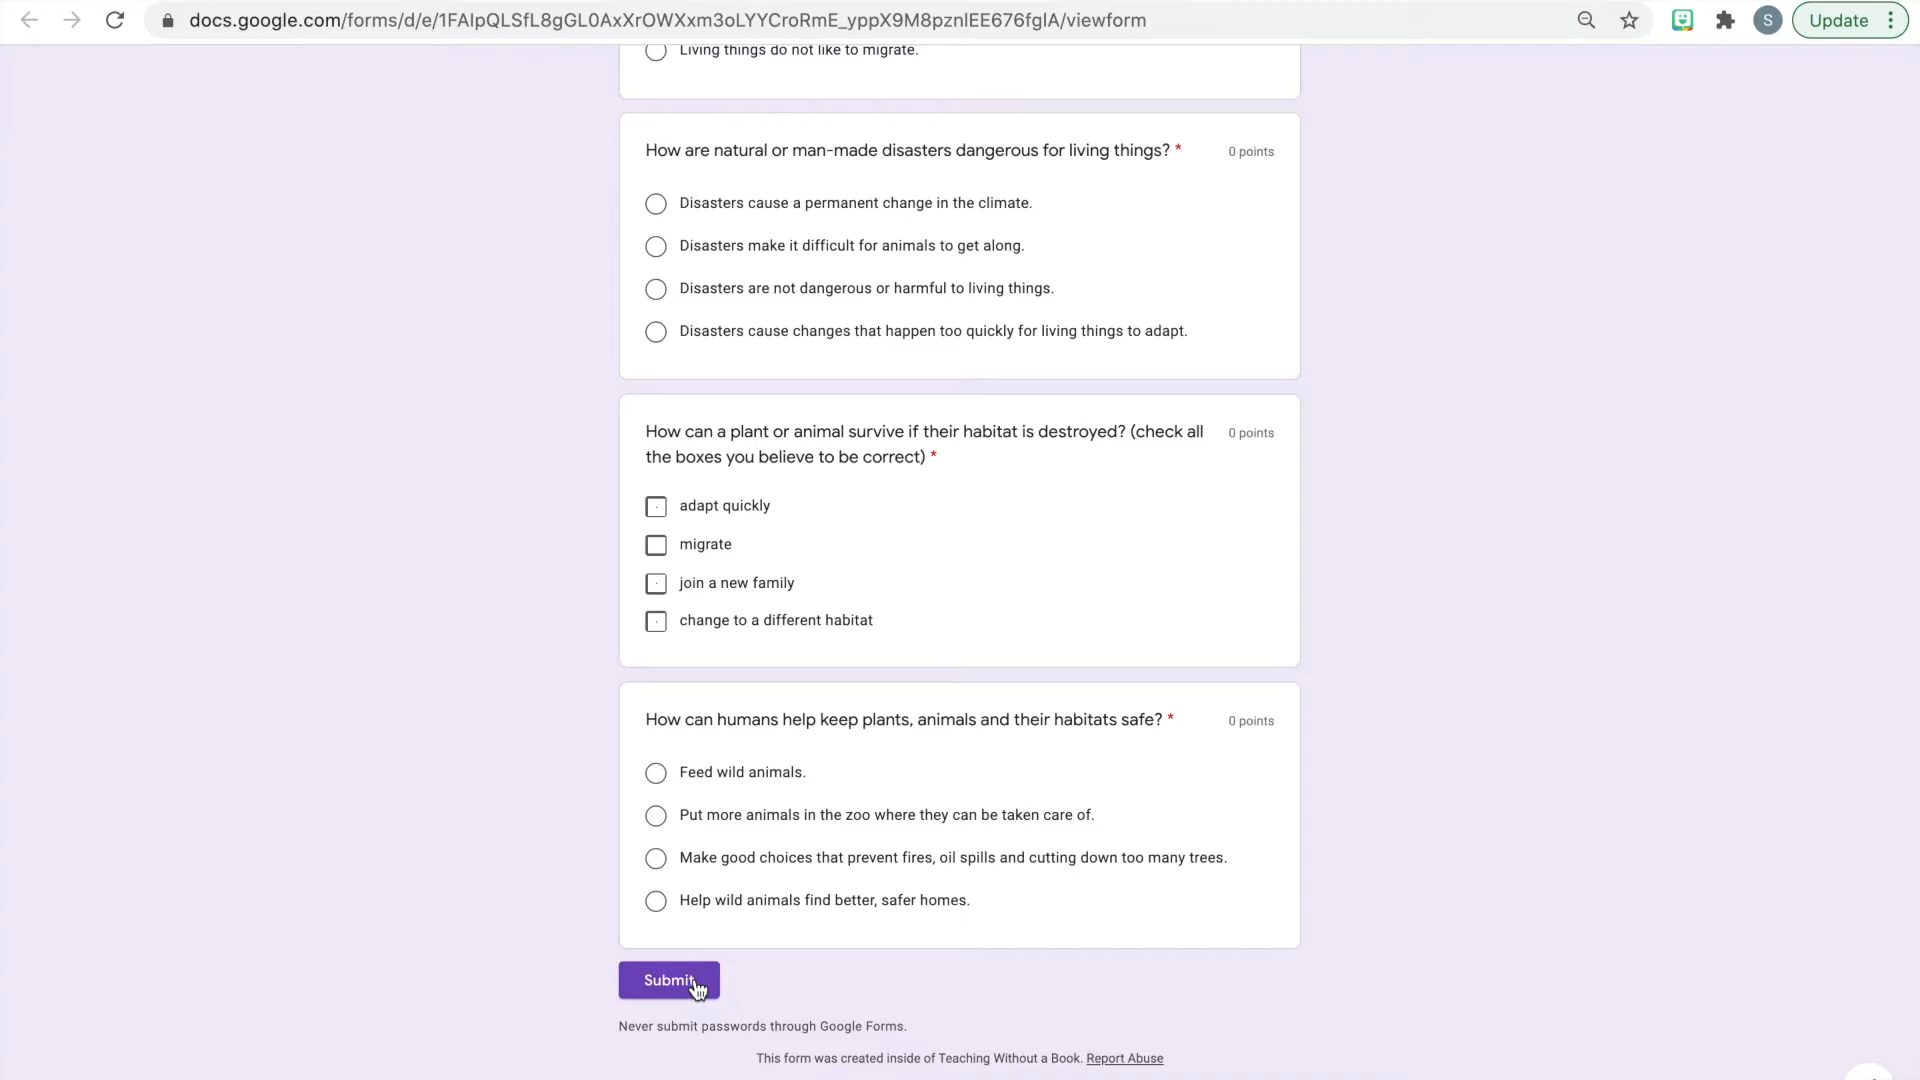 docs.google.com/forms/d/e/1FAIpQLSfL8gGL0AxXrOWXxm3oLYYCroRmE_yppX9M8pznlEE676fglA/viewform
S
Update
Living things do not like to migrate.
How are natural or man-made disasters dangerous for living things? *
0 points
Disasters cause a permanent change in the climate.
Disasters make it difficult for animals to get along.
Disasters are not dangerous or harmful to living things.
Disasters cause changes that happen too quickly for living things to adapt.
How can a plant or animal survive if their habitat is destroyed? (check all
the boxes you believe to be correct) *
0 points
adapt quickly
migrate
join a new family
change to a different habitat
How can humans help keep plants, animals and their habitats safe? *
0 points
Feed wild animals.
Put more animals in the zoo where they can be taken care of.
Make good choices that prevent fires, oil spills and cutting down too many trees.
Help wild animals find better, safer homes.
Submit
Never submit passwords through Google Forms.
This form was created inside of Teaching Without a Book. Report Abuse